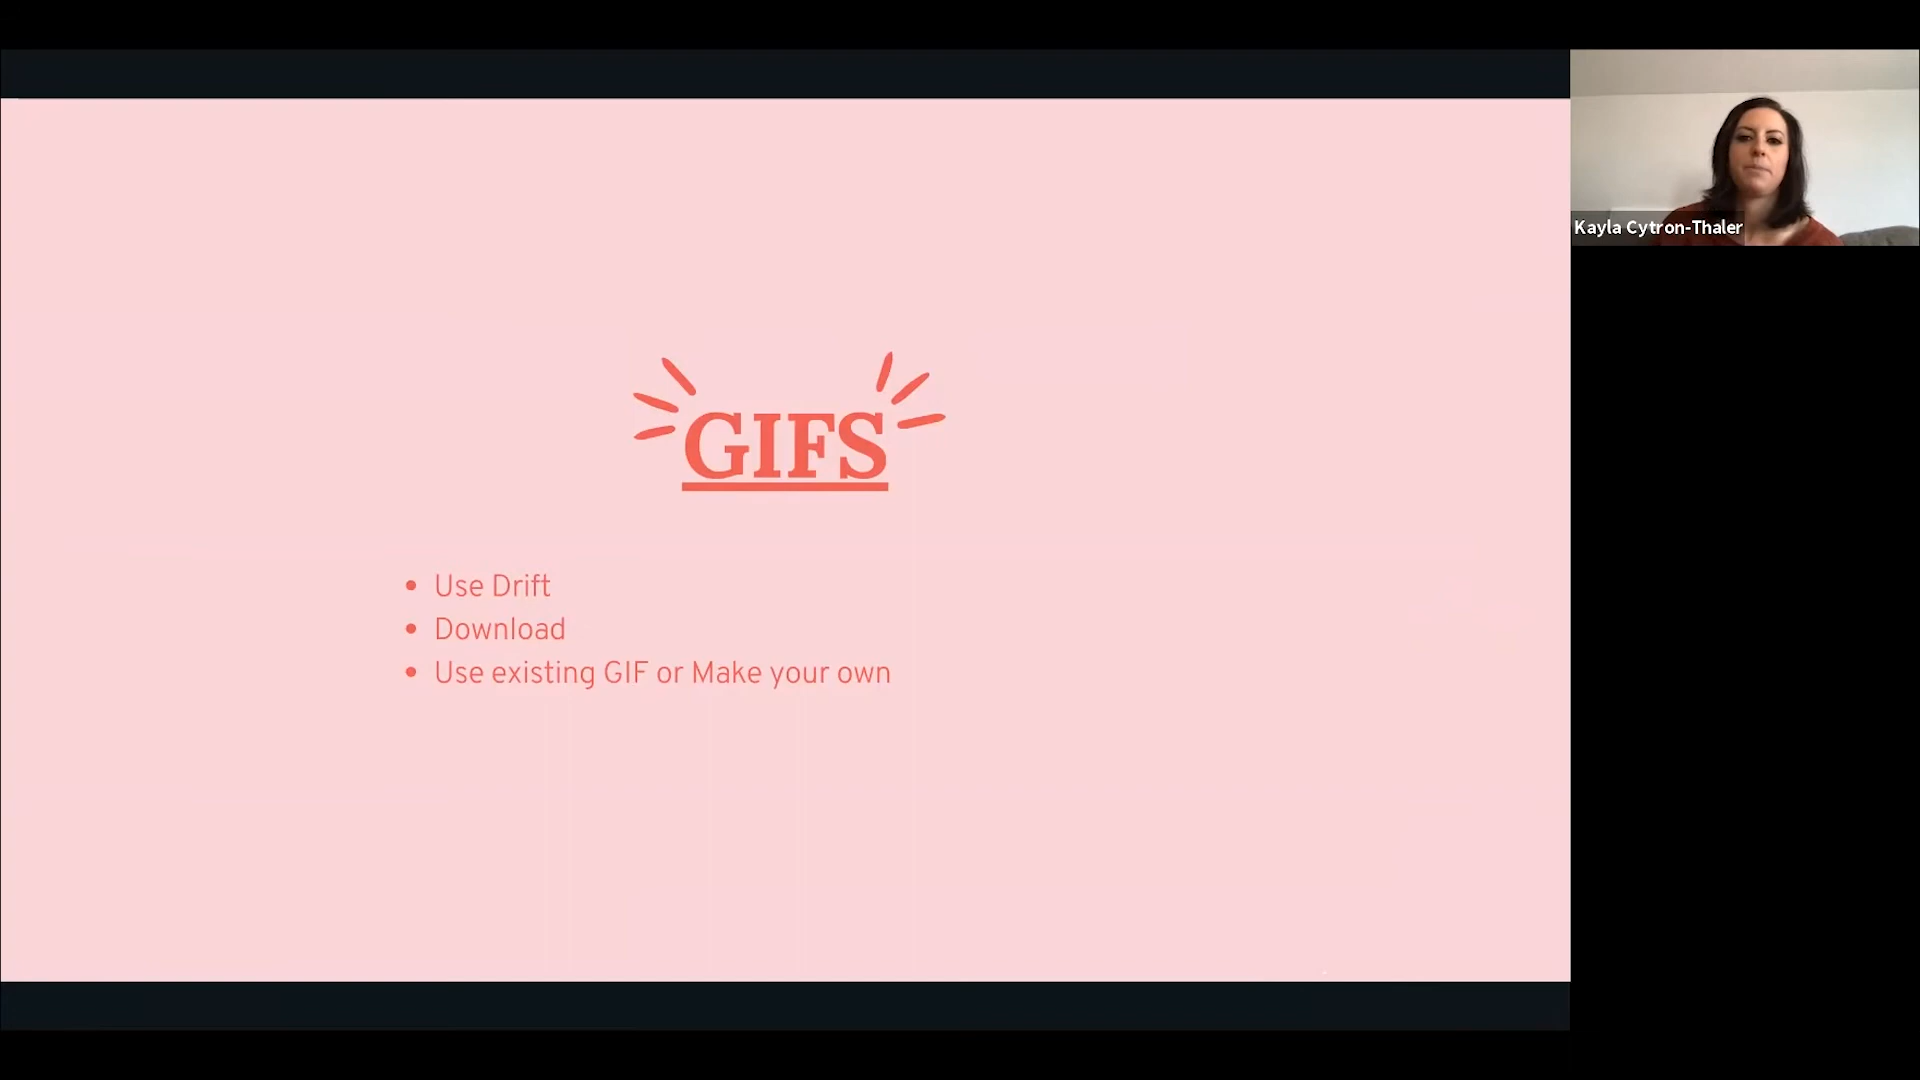 GIFS
Use Drift
Download
Use existing GIF or Make your own
Kayla Cytron-Thaler